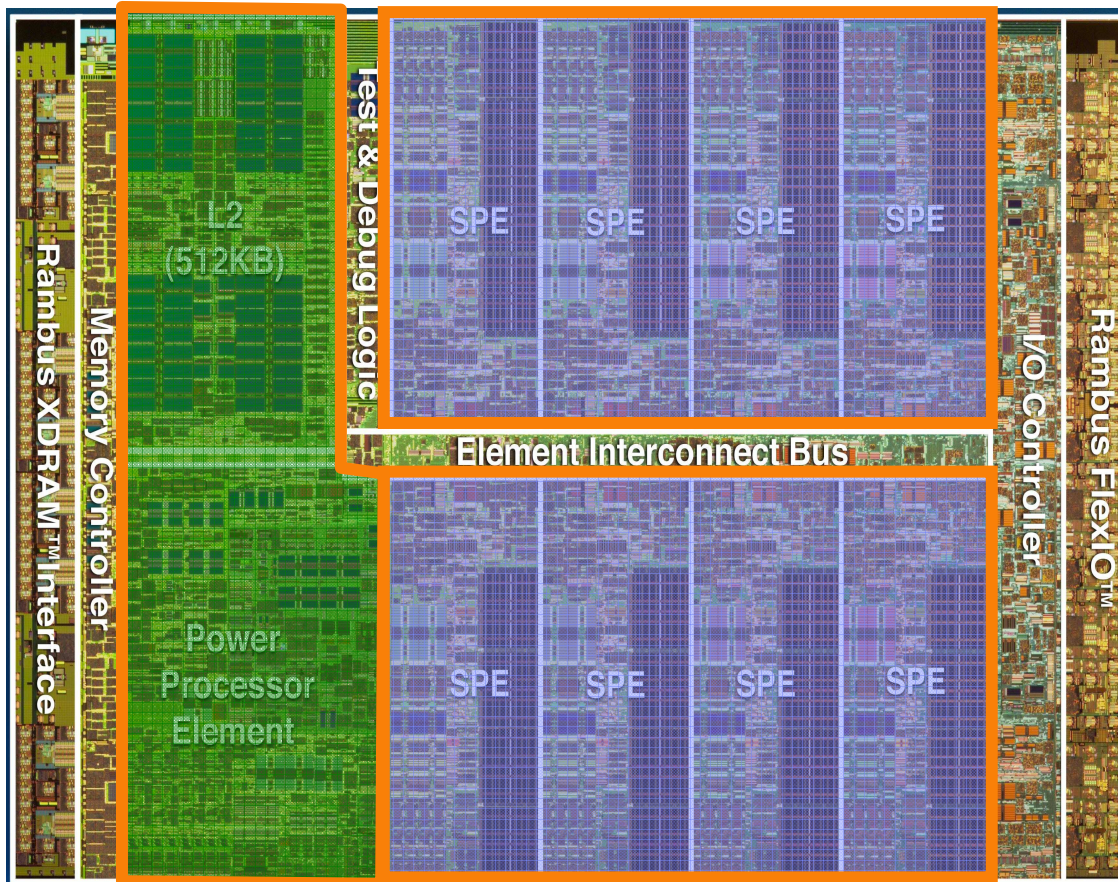 Rambus XDRAM™ Interface
Memory Controller
L2
(512KB)
Power
Processor
Element
Test & Debug Logic
SPE
SPE
SPE
SPE
Element Interconnect Bus
SPE
SPE
SPE
SPE
I/O Controller
Rambus FlexIO™